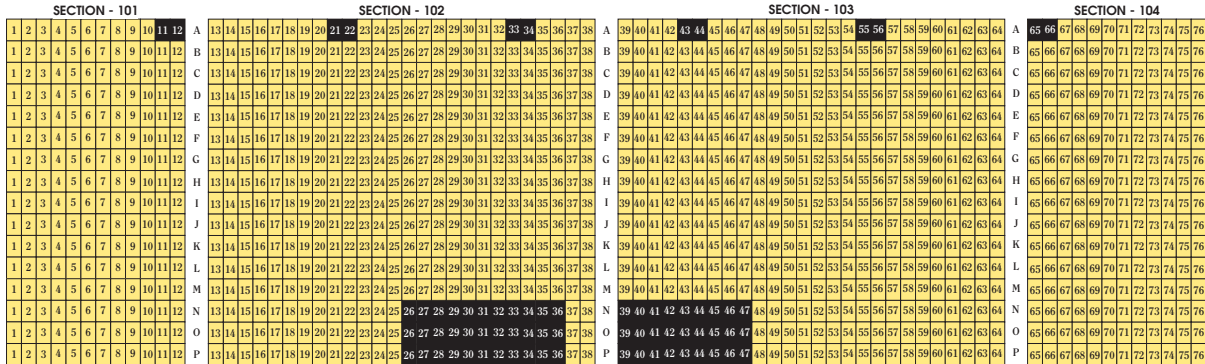 SECTION - 101 SECTION - 102 SECTION - 103 SECTION - 104
1 2 3 4 5 6 7 8 9 10 11 12 A 13 14 15 16 17 18 19 20 21 22 23 24 25 26 27 28 29 30 31 32 33 34 35 36 37 38 A 39 40 41 42 43 44 45 46 47 48 49 50 51 52 53 54 55 56 57 58 59 60 61 62 63 64 A 65 66 67 68 69 70 71 72 73 74 75 76
1 2 3 4 5 6 7 8 9 10 11 12 B 13 14 15 16 17 18 19 20 21 22 23 24 25 26 27 28 29 30 31 32 33 34 35 36 37 38 B 39 40 41 42 43 44 45 46 47 48 49 50 51 52 53 54 55 56 57 58 59 60 61 62 63 64 B 65 66 67 68 69 70 71 72 73 74 75 76
1 2 3 4 5 6 7 8 9 10 11 12 C 13 14 15 16 17 18 19 20 21 22 23 24 25 26 27 28 29 30 31 32 33 34 35 36 37 38 C 39 40 41 42 43 44 45 46 47 48 49 50 51 52 53 54 55 56 57 58 59 60 61 62 63 64 C 65 66 67 68 69 70 71 72 73 74 75 76
1 2 3 4 5 6 7 8 9 10 11 12 D 13 14 15 16 17 18 19 20 21 22 23 24 25 26 27 28 29 30 31 32 33 34 35 36 37 38 D 39 40 41 42 43 44 45 46 47 48 49 50 51 52 53 54 55 56 57 58 59 60 61 62 63 64 D 65 66 67 68 69 70 71 72 73 74 75 76
1 2 3 4 5 6 7 8 9 10 11 12 E 13 14 15 16 17 18 19 20 21 22 23 24 25 26 27 28 29 30 31 32 33 34 35 36 37 38 E 39 40 41 42 43 44 45 46 47 48 49 50 51 52 53 54 55 56 57 58 59 60 61 62 63 64 E 65 66 67 68 69 70 71 72 73 74 75 76
1 2 3 4 5 6 7 8 9 10 11 12 F 13 14 15 16 17 18 19 20 21 22 23 24 25 26 27 28 29 30 31 32 33 34 35 36 37 38 F 39 40 41 42 43 44 45 46 47 48 49 50 51 52 53 54 55 56 57 58 59 60 61 62 63 64 F 65 66 67 68 69 70 71 72 73 74 75 76
1 2 3 4 5 6 7 8 9 10 11 12 G 13 14 15 16 17 18 19 20 21 22 23 24 25 26 27 28 29 30 31 32 33 34 35 36 37 38 G 39 40 41 42 43 44 45 46 47 48 49 50 51 52 53 54 55 56 57 58 59 60 61 62 63 64 G 65 66 67 68 69 70 71 72 73 74 75 76
1 2 3 4 5 6 7 8 9 10 11 12 H 13 14 15 16 17 18 19 20 21 22 23 24 25 26 27 28 29 30 31 32 33 34 35 36 37 38 H 39 40 41 42 43 44 45 46 47 48 49 50 51 52 53 54 55 56 57 58 59 60 61 62 63 64 H 65 66 67 68 69 70 71 72 73 74 75 76
1 2 3 4 5 6 7 8 9 10 11 12 I 13 14 15 16 17 18 19 20 21 22 23 24 25 26 27 28 29 30 31 32 33 34 35 36 37 38 I 39 40 41 42 43 44 45 46 47 48 49 50 51 52 53 54 55 56 57 58 59 60 61 62 63 64 I 65 66 67 68 69 70 71 72 73 74 75 76
1 2 3 4 5 6 7 8 9 10 11 12 J 13 14 15 16 17 18 19 20 21 22 23 24 25 26 27 28 29 30 31 32 33 34 35 36 37 38 J 39 40 41 42 43 44 45 46 47 48 49 50 51 52 53 54 55 56 57 58 59 60 61 62 63 64 J 65 66 67 68 69 70 71 72 73 74 75 76
1 2 3 4 5 6 7 8 9 10 11 12 K 13 14 15 16 17 18 19 20 21 22 23 24 25 26 27 28 29 30 31 32 33 34 35 36 37 38 K 39 40 41 42 43 44 45 46 47 48 49 50 51 52 53 54 55 56 57 58 59 60 61 62 63 64 K 65 66 67 68 69 70 71 72 73 74 75 76
1 2 3 4 5 6 7 8 9 10 11 12 L 13 14 15 16 17 18 19 20 21 22 23 24 25 26 27 28 29 30 31 32 33 34 35 36 37 38 L 39 40 41 42 43 44 45 46 47 48 49 50 51 52 53 54 55 56 57 58 59 60 61 62 63 64 L 65 66 67 68 69 70 71 72 73 74 75 76
1 2 3 4 5 6 7 8 9 10 11 12 M 13 14 15 16 17 18 19 20 21 22 23 24 25 26 27 28 29 30 31 32 33 34 35 36 37 38 M 39 40 41 42 43 44 45 46 47 48 49 50 51 52 53 54 55 56 57 58 59 60 61 62 63 64 M 65 66 67 68 69 70 71 72 73 74 75 76
1 2 3 4 5 6 7 8 9 10 11 12 N 13 14 15 16 17 18 19 20 21 22 23 24 25 26 27 28 29 30 31 32 33 34 35 36 37 38 N 39 40 41 42 43 44 45 46 47 48 49 50 51 52 53 54 55 56 57 58 59 60 61 62 63 64 N 65 66 67 68 69 70 71 72 73 74 75 76
1 2 3 4 5 6 7 8 9 10 11 12 O 13 14 15 16 17 18 19 20 21 22 23 24 25 26 27 28 29 30 31 32 33 34 35 36 37 38 O 39 40 41 42 43 44 45 46 47 48 49 50 51 52 53 54 55 56 57 58 59 60 61 62 63 64 O 65 66 67 68 69 70 71 72 73 74 75 76
1 2 3 4 5 6 7 8 9 10 11 12 P 13 14 15 16 17 18 19 20 21 22 23 24 25 26 27 28 29 30 31 32 33 34 35 36 37 38 P 39 40 41 42 43 44 45 46 47 48 49 50 51 52 53 54 55 56 57 58 59 60 61 62 63 64 P 65 66 67 68 69 70 71 72 73 74 75 76